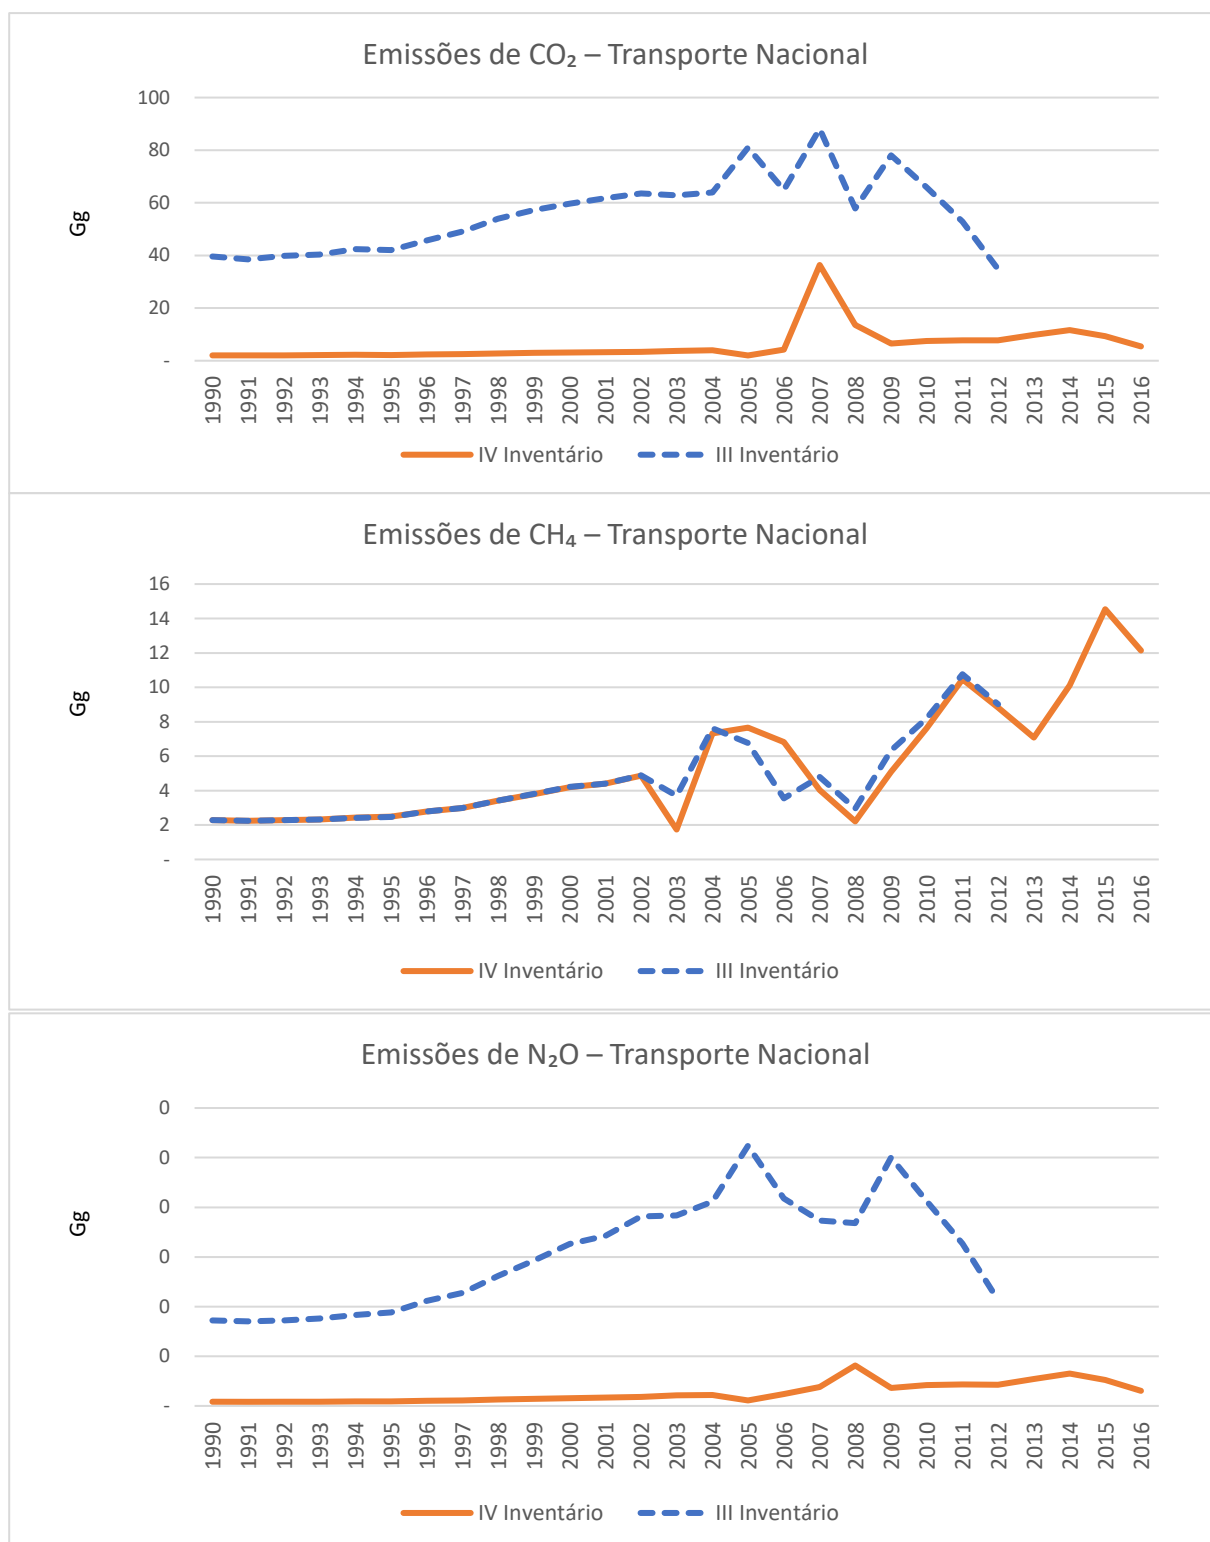 Emissões de CO₂ – Transporte Nacional
100
80
60
40
20
-
Gg
1990 1991 1992 1993 1994 1995 1996 1997 1998 1999 2000 2001 2002 2003 2004 2005 2006 2007 2008 2009 2010 2011 2012 2013 2014 2015 2016
IV Inventário III Inventário
Emissões de CH₄ – Transporte Nacional
16
14
12
10
8
6
4
2
-
Gg
1990 1991 1992 1993 1994 1995 1996 1997 1998 1999 2000 2001 2002 2003 2004 2005 2006 2007 2008 2009 2010 2011 2012 2013 2014 2015 2016
IV Inventário III Inventário
Emissões de N₂O – Transporte Nacional
0
0
0
0
0
0
-
Gg
1990 1991 1992 1993 1994 1995 1996 1997 1998 1999 2000 2001 2002 2003 2004 2005 2006 2007 2008 2009 2010 2011 2012 2013 2014 2015 2016
IV Inventário III Inventário